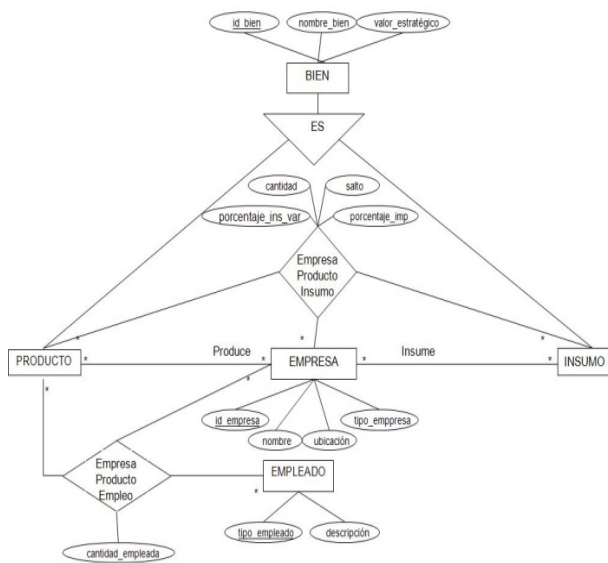 id_bien nombre_bien valor_estratégico
BIEN
ES
cantidad salto
porcentaje_ins_var porcentaje_imp
Empresa
Producto
Insumo
* * *
PRODUCTO * Produce * EMPRESA * Insume * INSUMO
* *
id_empresa tipo_emppresa
nombre ubicación
Empresa
Producto
Empleo
EMPLEADO
*
tipo_empleado descripción
cantidad_empleada